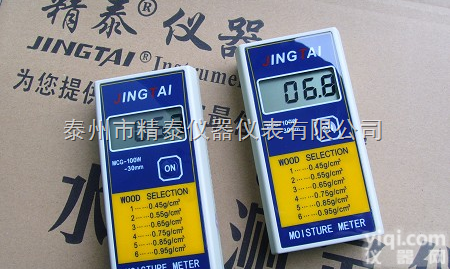 精泰仪器
JINGTAI Instrument
为您提供
泰州市精泰仪器仪表有限公司
JINGTAI
MCG-100W
-30mm
ON
WOOD SELECTION
1······0.45g/cm³
2······0.55g/cm³
3······0.65g/cm³
4······0.75g/cm³
5······0.85g/cm³
6······0.95g/cm³
MOISTURE METER
JINGTAI
06.8
100W
30mm
WOOD SELECTION
1······0.45g/cm³
2······0.55g/cm³
3······0.65g/cm³
4······0.75g/cm³
5······0.85g/cm³
6······0.95g/cm³
MOISTURE METER
水
yiqi.com
仪器网